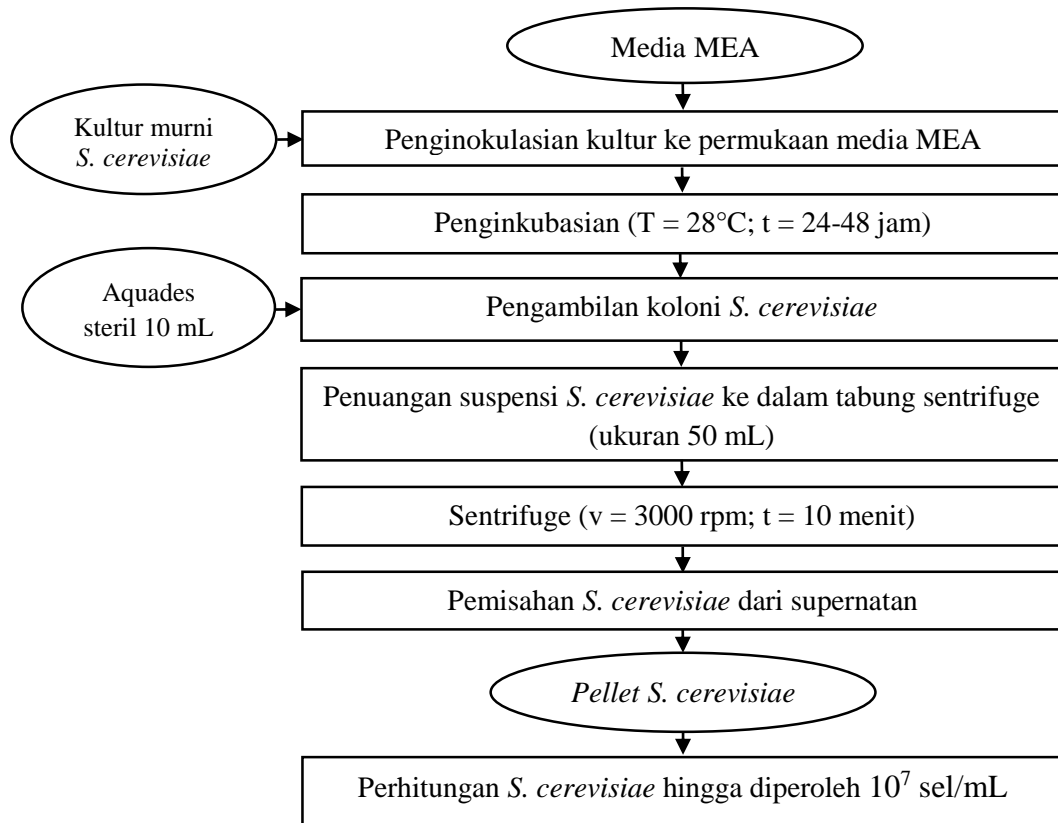 Media MEA
Kultur murni
S. cerevisiae
Penginokulasian kultur ke permukaan media MEA
Penginkubasian (T = 28°C; t = 24-48 jam)
Aquades
steril 10 mL
Pengambilan koloni S. cerevisiae
Penuangan suspensi S. cerevisiae ke dalam tabung sentrifuge
(ukuran 50 mL)
Sentrifuge (v = 3000 rpm; t = 10 menit)
Pemisahan S. cerevisiae dari supernatan
Pellet S. cerevisiae
Perhitungan S. cerevisiae hingga diperoleh 10⁷ sel/mL